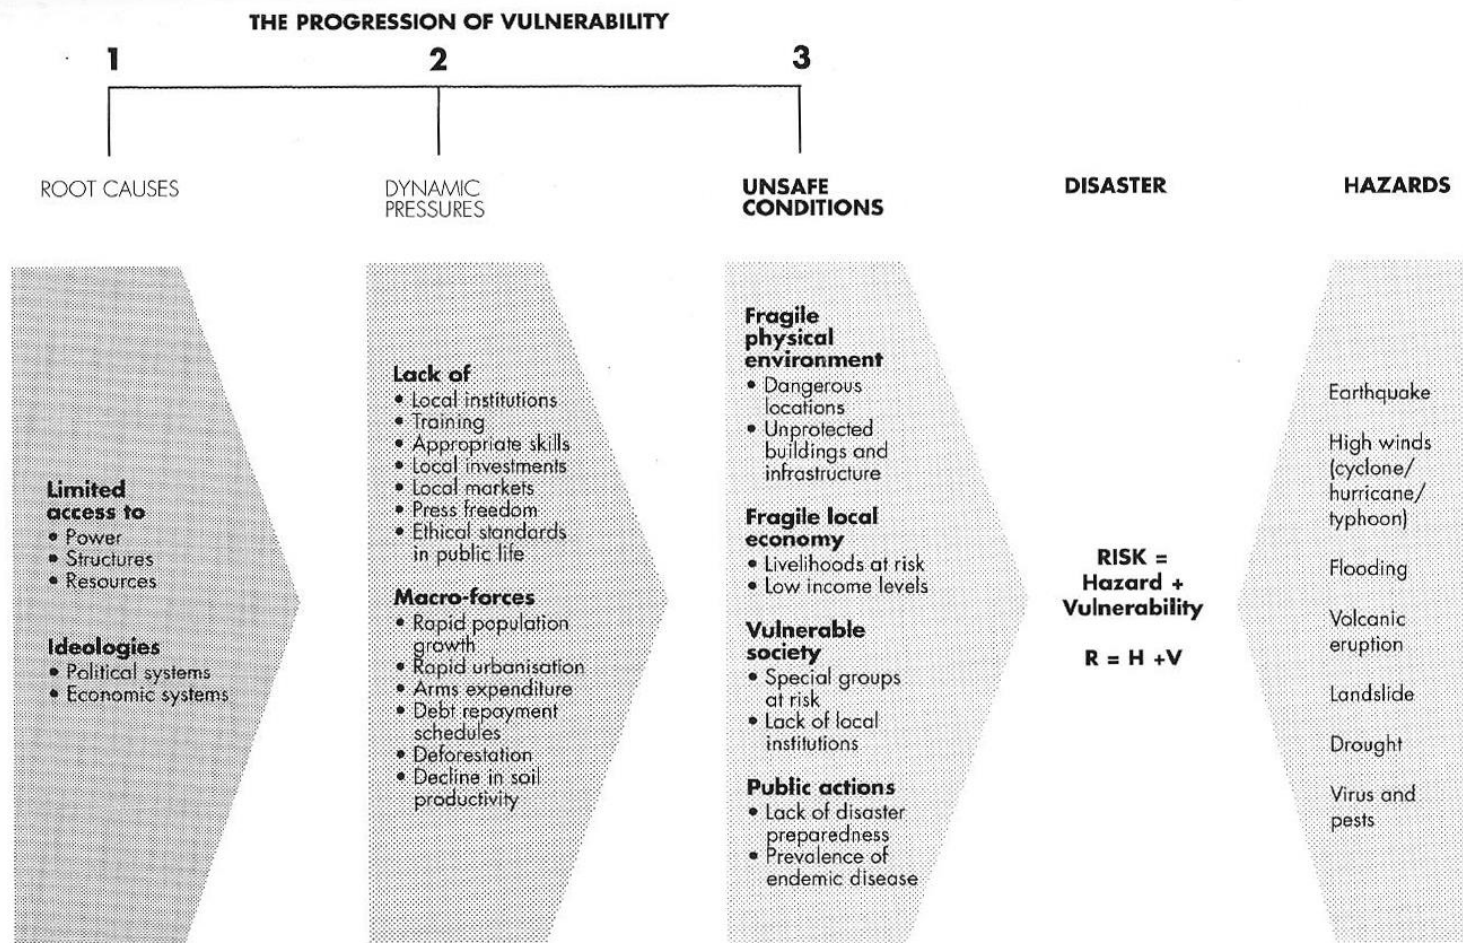 THE PROGRESSION OF VULNERABILITY
1
2
3
ROOT CAUSES
DYNAMIC
PRESSURES
UNSAFE
CONDITIONS
DISASTER
HAZARDS
Limited
access to
• Power
• Structures
• Resources
Ideologies
• Political systems
• Economic systems
Lack of
• Local institutions
• Training
• Appropriate skills
• Local investments
• Local markets
• Press freedom
• Ethical standards
in public life
Macro-forces
• Rapid population
growth
• Rapid urbanisation
• Arms expenditure
• Debt repayment
schedules
• Deforestation
• Decline in soil
productivity
Fragile
physical
environment
• Dangerous
locations
• Unprotected
buildings and
infrastructure
Fragile local
economy
• Livelihoods at risk
• Low income levels
Vulnerable
society
• Special groups
at risk
• Lack of local
institutions
Public actions
• Lack of disaster
preparedness
• Prevalence of
endemic disease
RISK =
Hazard +
Vulnerability
R = H +V
Earthquake
High winds
(cyclone/
hurricane/
typhoon)
Flooding
Volcanic
eruption
Landslide
Drought
Virus and
pests